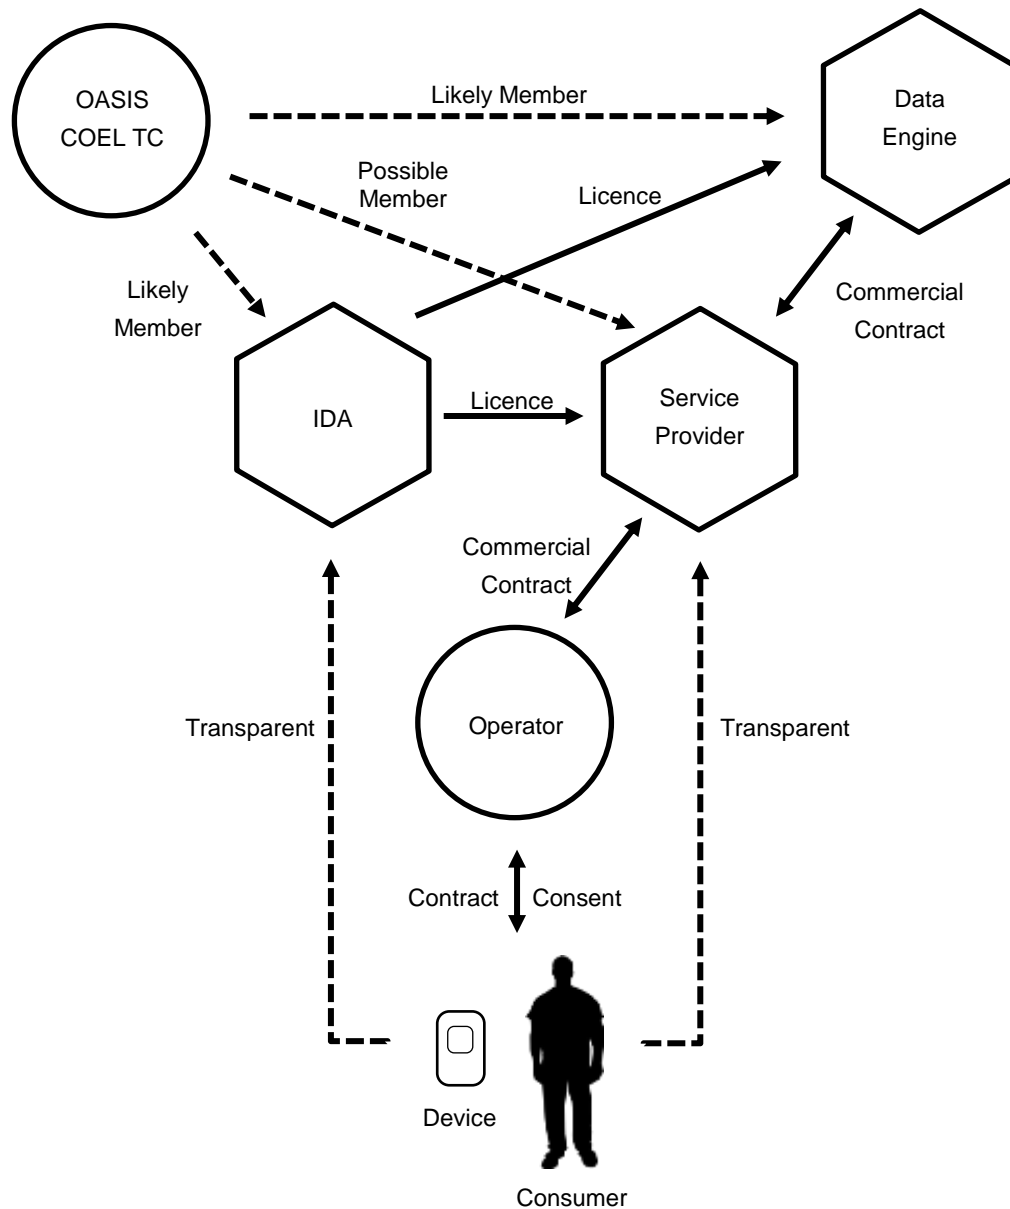 OASIS
COEL TC
Likely Member
Data
Engine
Possible
Member
Licence
Likely
Member
Commercial
Contract
IDA
Licence
Service
Provider
Commercial
Contract
Transparent
Operator
Transparent
Contract
Consent
Device
Consumer